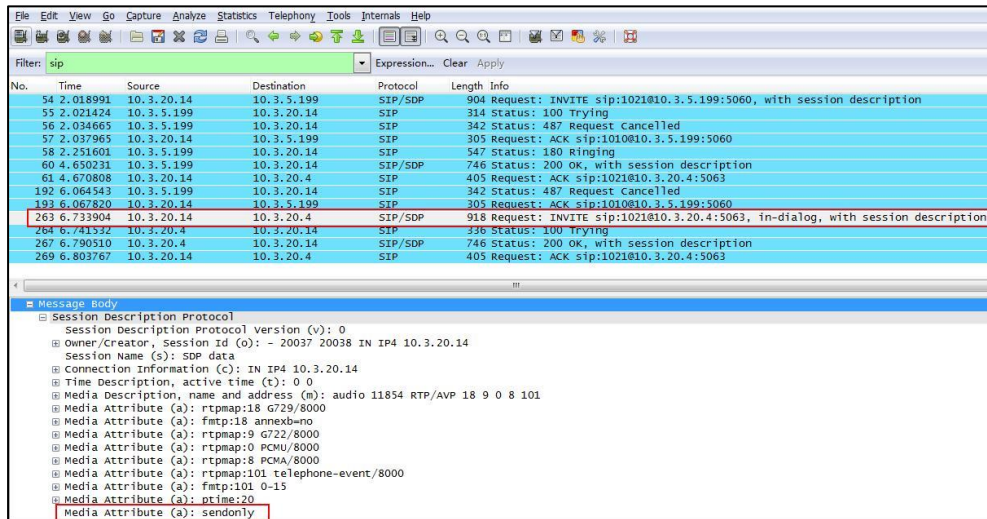 File Edit View Go Capture Analyze Statistics Telephony Tools Internals Help
Filter: sip Expression... Clear Apply
No. Time Source Destination Protocol Length Info
54 2.018991 10.3.20.14 10.3.5.199 SIP/SDP 904 Request: INVITE sip:1021@10.3.5.199:5060, with session description
55 2.021424 10.3.5.199 10.3.20.14 SIP 314 Status: 100 Trying
56 2.034665 10.3.5.199 10.3.20.14 SIP 342 Status: 487 Request Cancelled
57 2.037965 10.3.20.14 10.3.5.199 SIP 305 Request: ACK sip:1010@10.3.5.199:5060
58 2.251601 10.3.5.199 10.3.20.14 SIP 547 Status: 180 Ringing
60 4.650231 10.3.5.199 10.3.20.14 SIP/SDP 746 Status: 200 OK, with session description
61 4.670808 10.3.20.14 10.3.20.4 SIP 405 Request: ACK sip:1021@10.3.20.4:5063
192 6.064543 10.3.5.199 10.3.20.14 SIP 342 Status: 487 Request Cancelled
193 6.067820 10.3.20.14 10.3.5.199 SIP 305 Request: ACK sip:1010@10.3.5.199:5060
263 6.733904 10.3.20.14 10.3.20.4 SIP/SDP 918 Request: INVITE sip:1021@10.3.20.4:5063, in-dialog, with session description
264 6.741532 10.3.20.4 10.3.20.14 SIP 336 Status: 100 Trying
267 6.790510 10.3.20.4 10.3.20.14 SIP/SDP 746 Status: 200 OK, with session description
269 6.803767 10.3.20.14 10.3.20.4 SIP 405 Request: ACK sip:1021@10.3.20.4:5063
Message Body
Session Description Protocol
Session Description Protocol Version (v): 0
Owner/Creator, Session Id (o): - 20037 20038 IN IP4 10.3.20.14
Session Name (s): SDP data
Connection Information (c): IN IP4 10.3.20.14
Time Description, active time (t): 0 0
Media Description, name and address (m): audio 11854 RTP/AVP 18 9 0 8 101
Media Attribute (a): rtpmap:18 G729/8000
Media Attribute (a): fmtp:18 annexb=no
Media Attribute (a): rtpmap:9 G722/8000
Media Attribute (a): rtpmap:0 PCMU/8000
Media Attribute (a): rtpmap:8 PCMA/8000
Media Attribute (a): rtpmap:101 telephone-event/8000
Media Attribute (a): fmtp:101 0-15
Media Attribute (a): ptime:20
Media Attribute (a): sendonly